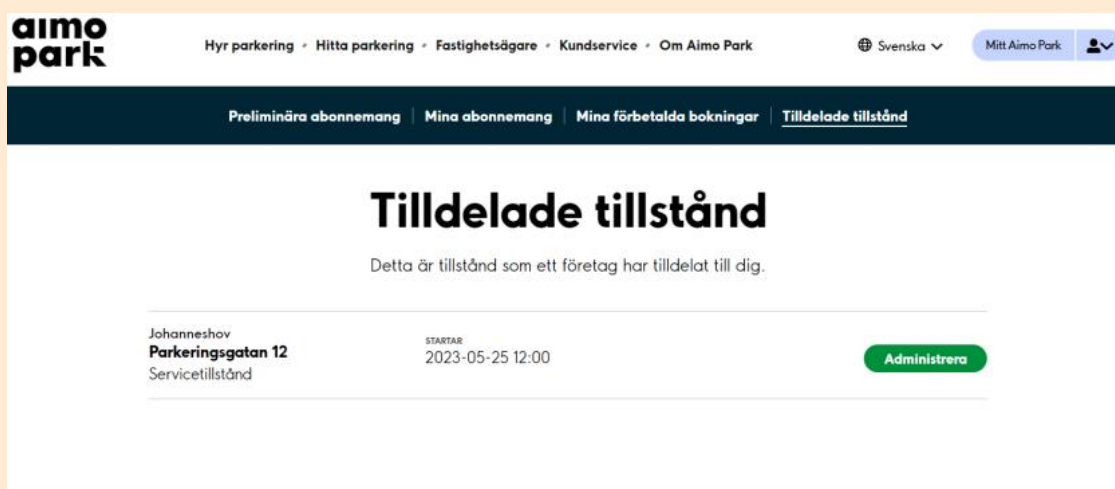 aimo
park
Hyr parkering • Hitta parkering • Fastighetsägare • Kundservice • Om Aimo Park
Svenska
Mitt Aimo Park
Preliminära abonnemang | Mina abonnemang | Mina förbetalda bokningar | Tilldelade tillstånd
Tilldelade tillstånd
Detta är tillstånd som ett företag har tilldelat till dig.
Johanneshov
Parkeringsgatan 12
Servicetillstånd
STARTAR
2023-05-25 12:00
Administrera